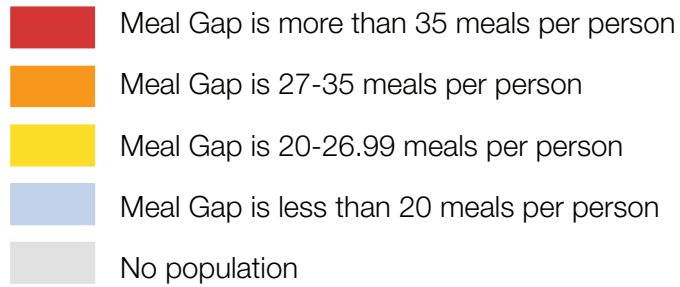 Meal Gap is more than 35 meals per person
Meal Gap is 27-35 meals per person
Meal Gap is 20-26.99 meals per person
Meal Gap is less than 20 meals per person
No population